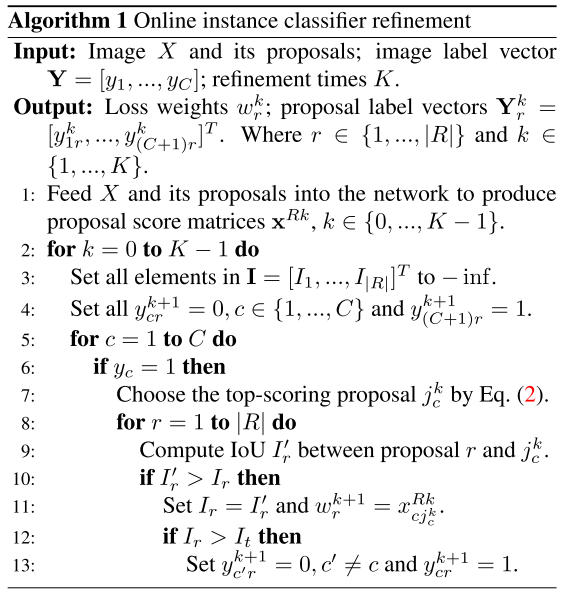 Algorithm 1 Online instance classifier refinement
Input: Image $X$ and its proposals; image label vector
$\mathbf{Y} = [y_1, ..., y_C]$; refinement times $K$.
Output: Loss weights $w_r^k$; proposal label vectors $\mathbf{Y}_r^k =$
$[y_{1r}^k, ..., y_{(C+1)r}^k]^T$. Where $r \in \{1, ..., |R|\}$ and $k \in$
$\{1, ..., K\}$.
1: Feed $X$ and its proposals into the network to produce
proposal score matrices $\mathbf{x}^{Rk}, k \in \{0, ..., K-1\}$.
2: for $k = 0$ to $K - 1$ do
3: Set all elements in $\mathbf{I} = [I_1, ..., I_{|R|}]^T$ to $-\inf$.
4: Set all $y_{cr}^{k+1} = 0, c \in \{1, ..., C\}$ and $y_{(C+1)r}^{k+1} = 1$.
5: for $c = 1$ to $C$ do
6: if $y_c = 1$ then
7: Choose the top-scoring proposal $j_c^k$ by Eq. (2).
8: for $r = 1$ to $|R|$ do
9: Compute IoU $I_r'$ between proposal $r$ and $j_c^k$.
10: if $I_r' > I_r$ then
11: Set $I_r = I_r'$ and $w_r^{k+1} = x_{cj_c^k}^{Rk}$.
12: if $I_r > I_t$ then
13: Set $y_{c'r}^{k+1} = 0, c' \neq c$ and $y_{cr}^{k+1} = 1$.